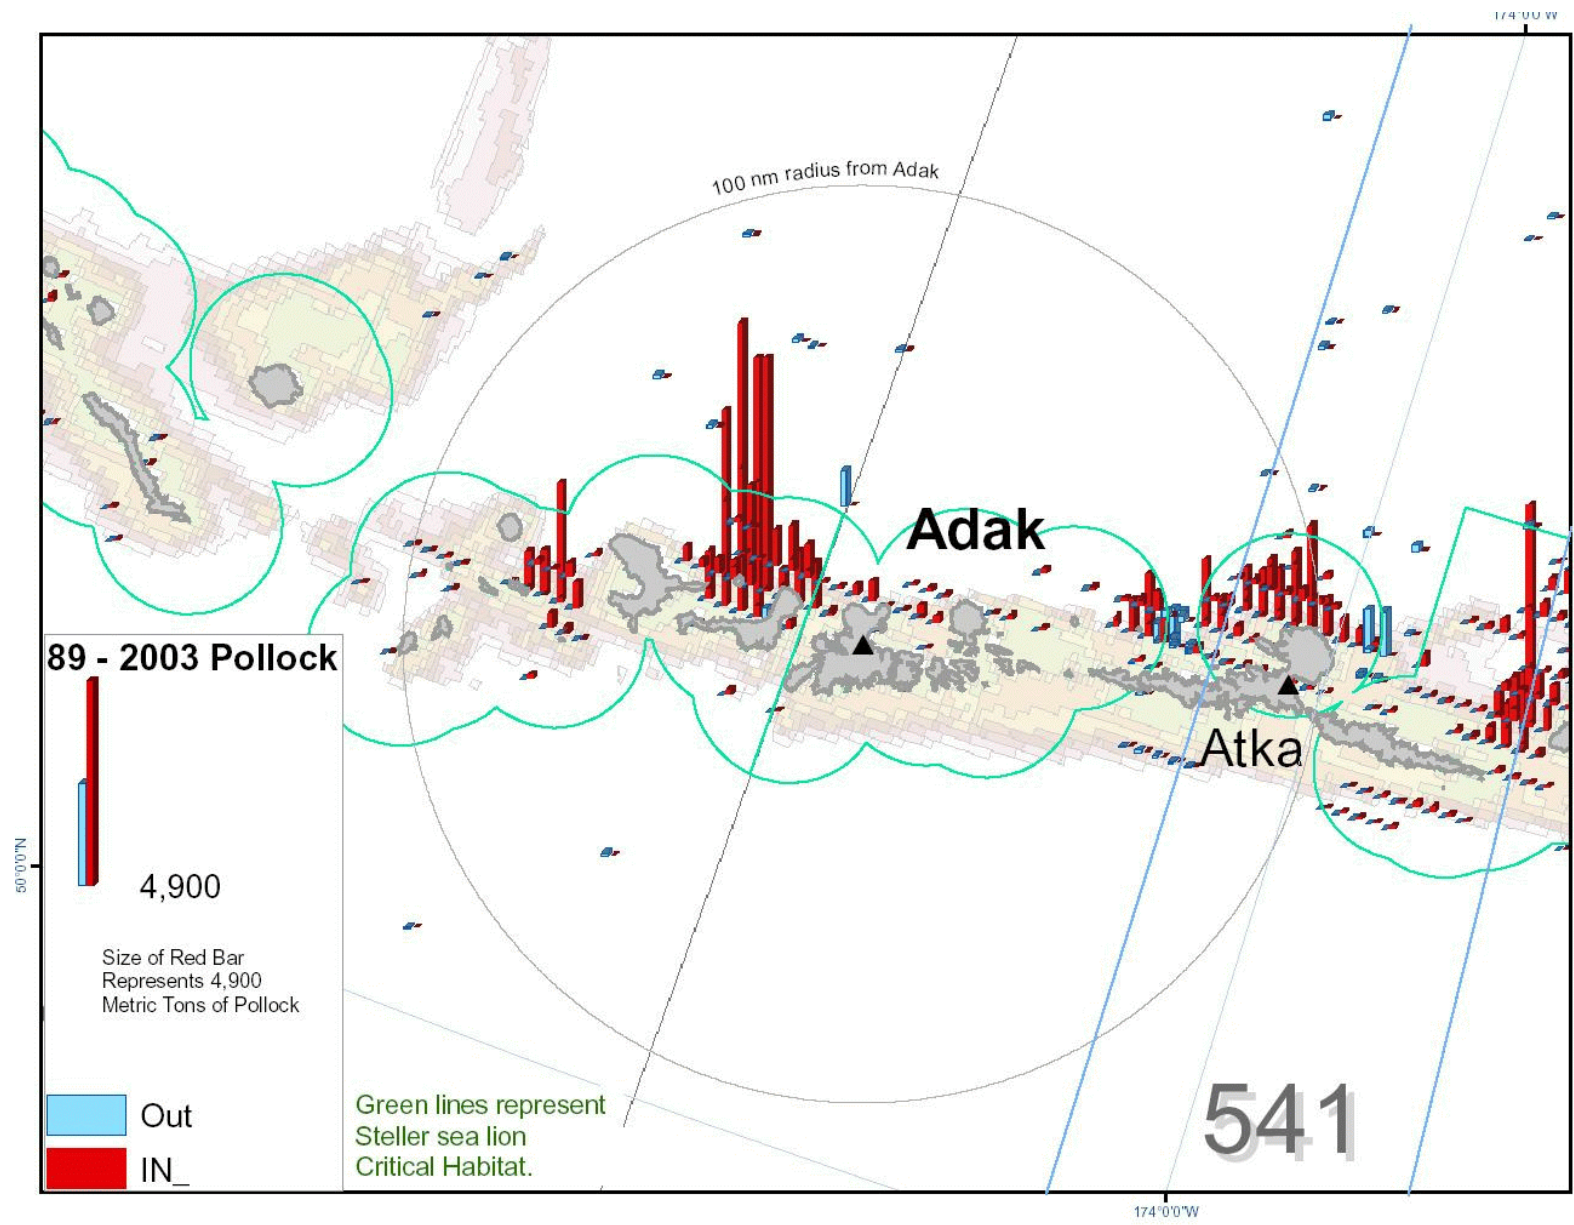 174°00'W
100 nm radius from Adak
Adak
Atka
89 - 2003 Pollock
4,900
Size of Red Bar
Represents 4,900
Metric Tons of Pollock
50°0'0"N
Out
IN_
Green lines represent
Steller sea lion
Critical Habitat.
541
174°0'0"W